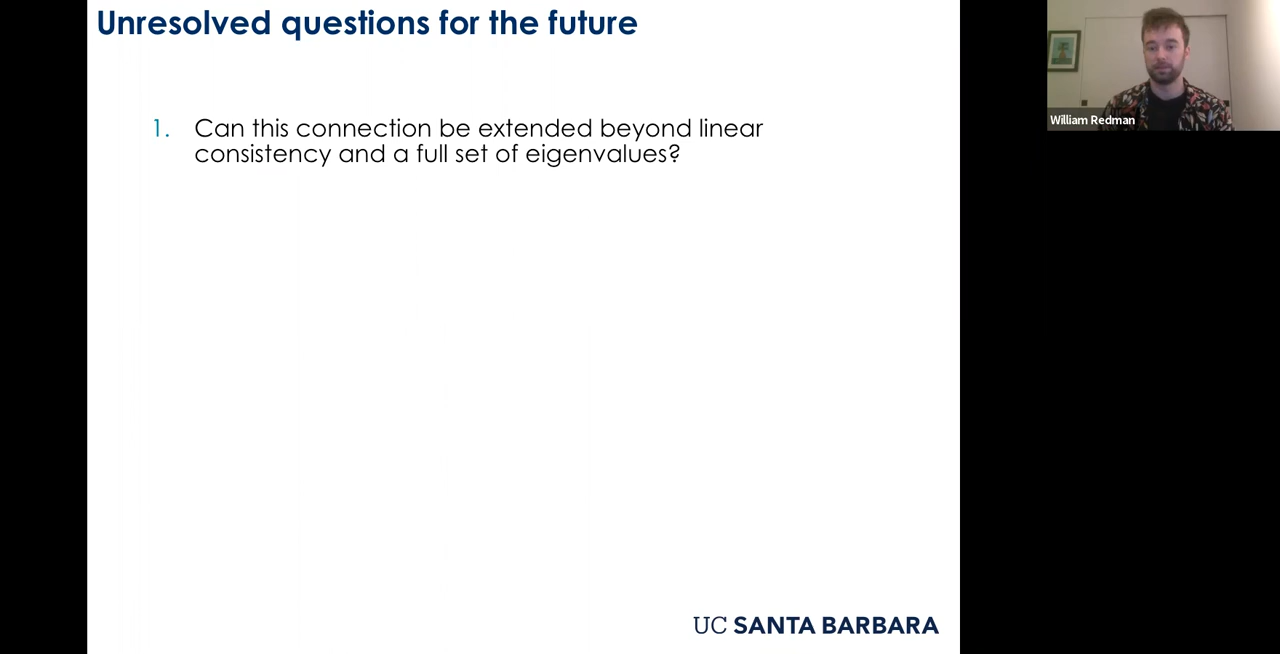 Unresolved questions for the future
1. Can this connection be extended beyond linear
consistency and a full set of eigenvalues?
UC SANTA BARBARA
William Redman